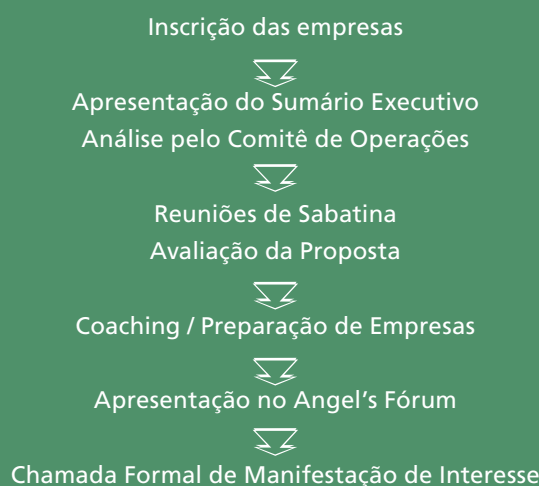 Inscrição das empresas
Apresentação do Sumário Executivo
Análise pelo Comitê de Operações
Reuniões de Sabatina
Avaliação da Proposta
Coaching / Preparação de Empresas
Apresentação no Angel’s Fórum
Chamada Formal de Manifestação de Interesse